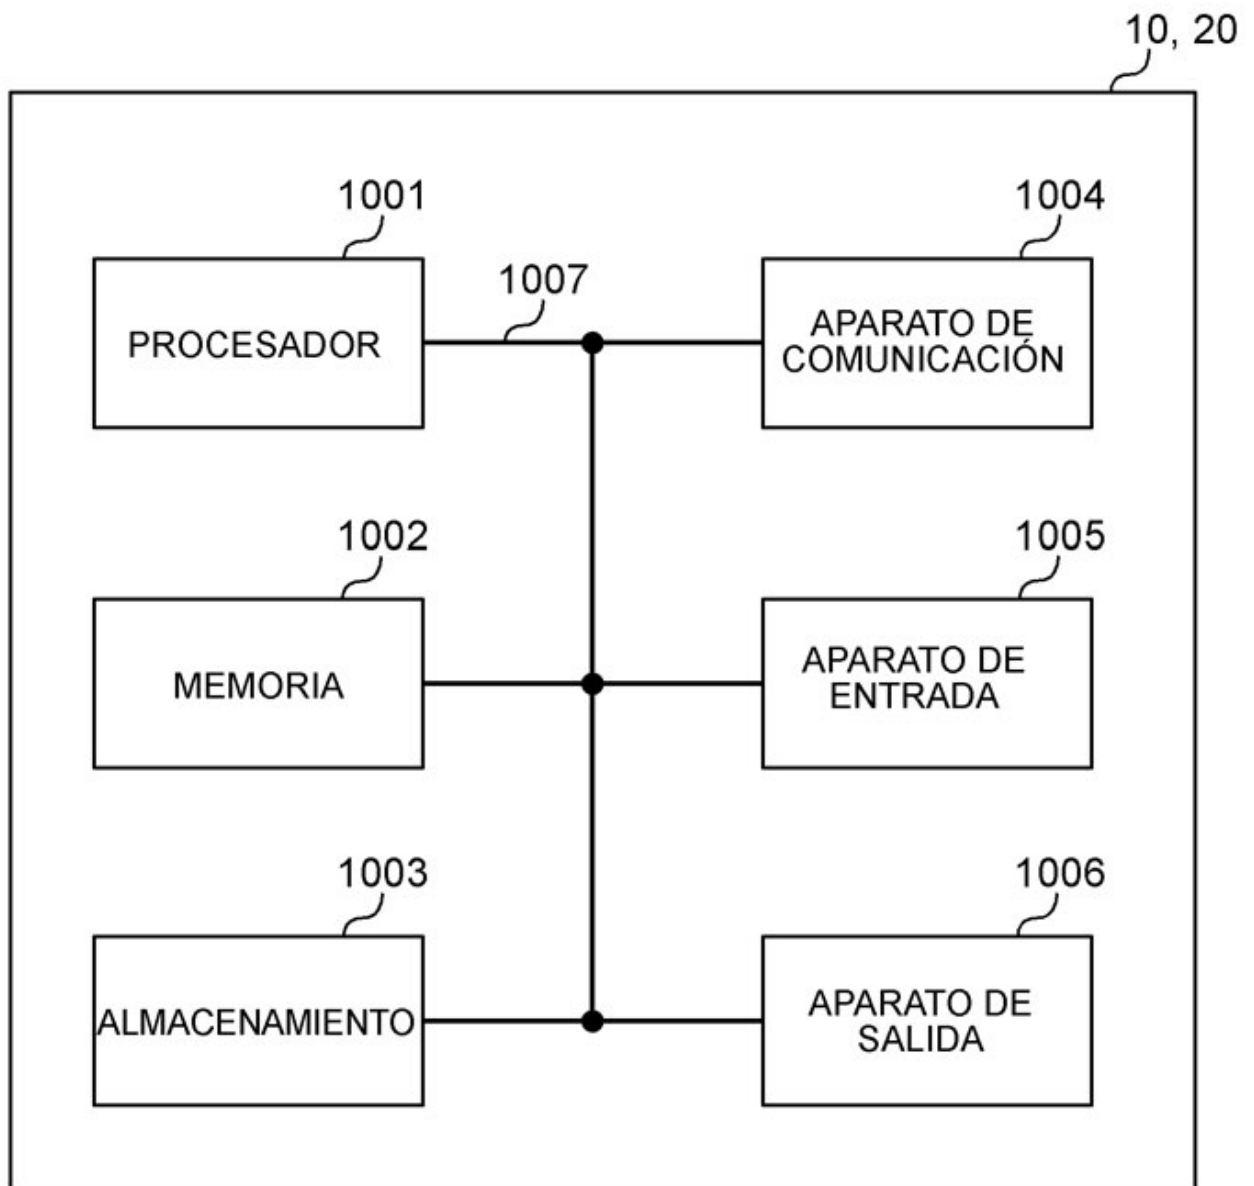 10, 20
1001
PROCESADOR
1007
1004
APARATO DE
COMUNICACIÓN
1002
MEMORIA
1005
APARATO DE
ENTRADA
1003
ALMACENAMIENTO
1006
APARATO DE
SALIDA